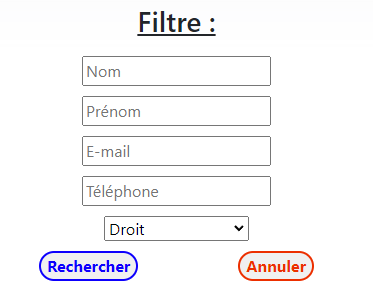 Filtre :
Nom
Prénom
E-mail
Téléphone
Droit
Rechercher Annuler